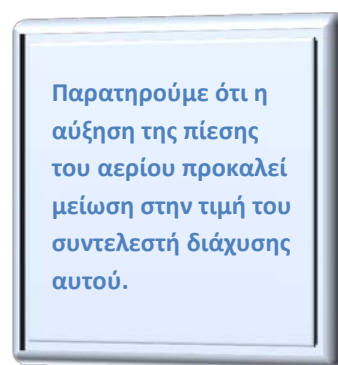 Παρατηρούμε ότι η
αύξηση της πίεσης
του αερίου προκαλεί
μείωση στην τιμή του
συντελεστή διάχυσης
αυτού.